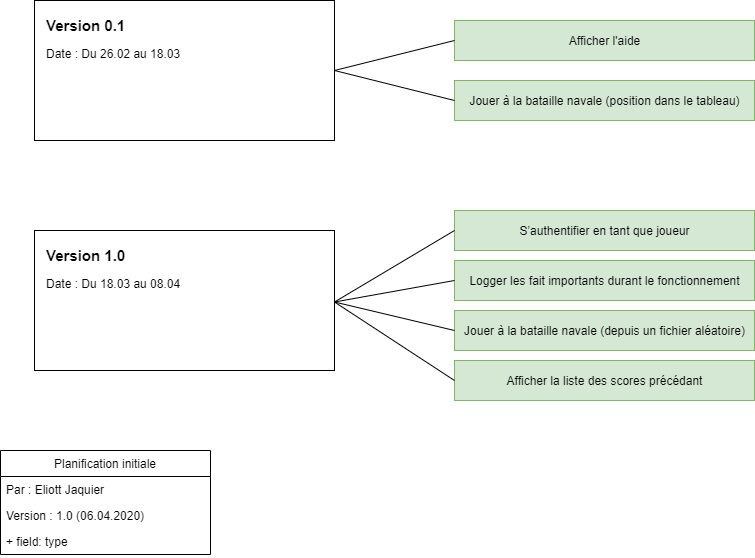 Version 0.1
Date : Du 26.02 au 18.03
Afficher l'aide
Jouer à la bataille navale (position dans le tableau)
Version 1.0
Date : Du 18.03 au 08.04
S'authentifier en tant que joueur
Logger les fait importants durant le fonctionnement
Jouer à la bataille navale (depuis un fichier aléatoire)
Afficher la liste des scores précédant
Planification initiale
Par : Eliott Jaquier
Version : 1.0 (06.04.2020)
+ field: type